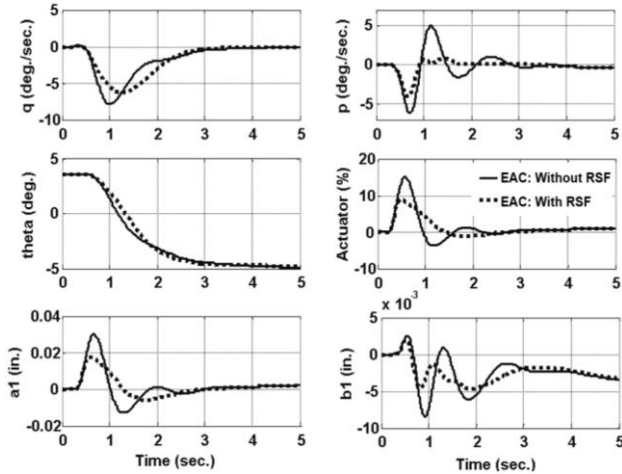 q (deg./sec.)
0
-5
-10
0 1 2 3 4 5
p (deg./sec.)
5
0
-5
0 1 2 3 4 5
theta (deg.)
5
0
-5
0 1 2 3 4 5
Actuator (%)
20
10
0
-10
EAC: Without RSF
EAC: With RSF
0 1 2 3 4 5
a1 (in.)
0.04
0.02
0
-0.02
0 1 2 3 4 5
Time (sec.)
x 10⁻³
b1 (in.)
5
0
-5
-10
0 1 2 3 4 5
Time (sec.)